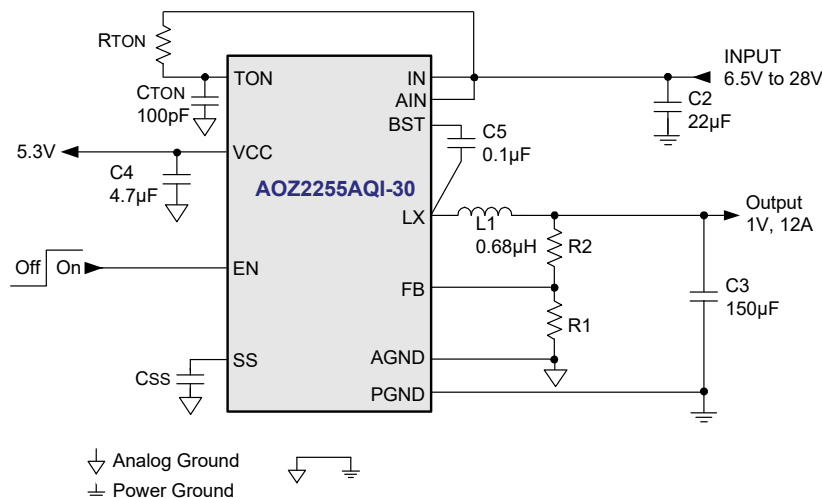 RTON
TON
CTON
100pF
IN
AIN
BST
INPUT
6.5V to 28V
C2
22µF
C5
0.1µF
5.3V
VCC
C4
4.7µF
AOZ2255AQI-30
LX
L1
0.68µH
R2
Output
1V, 12A
Off
On
EN
FB
R1
C3
150µF
SS
CSS
AGND
PGND
Analog Ground
Power Ground